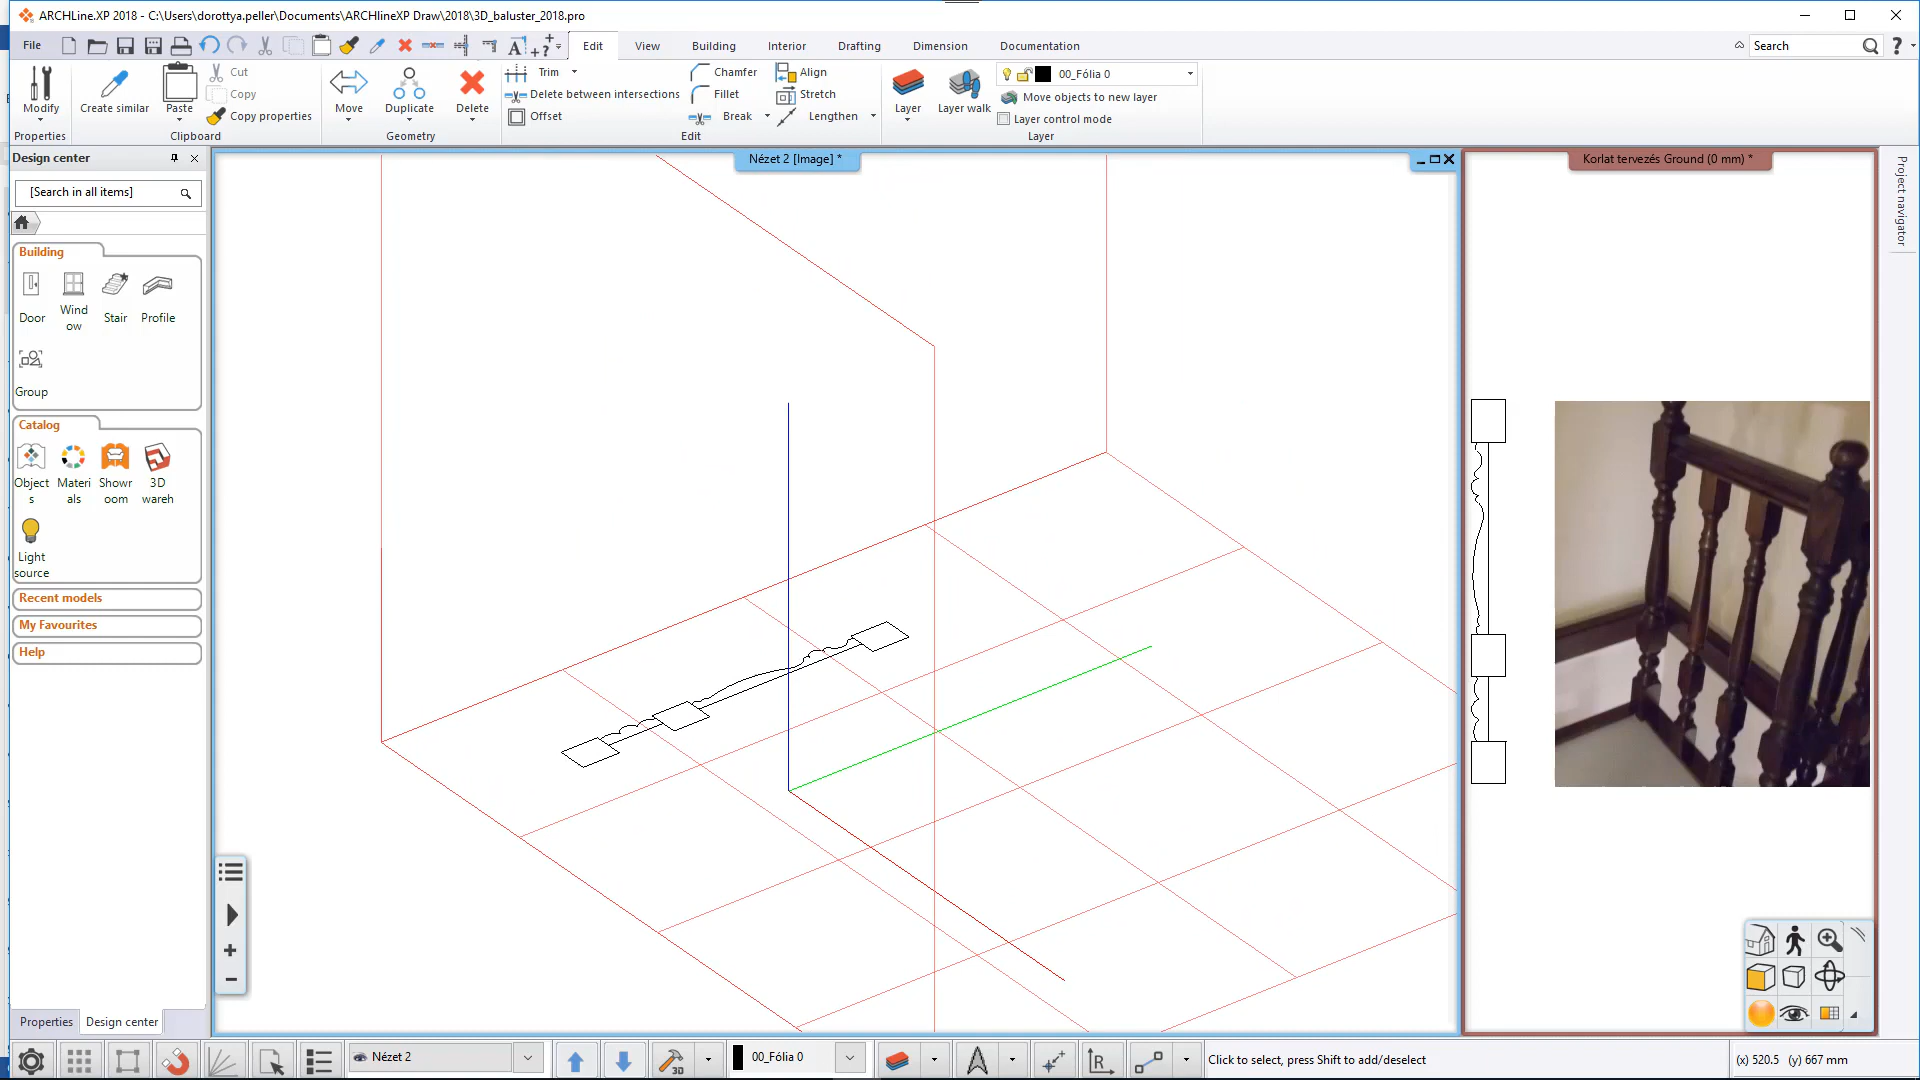 ARCHLine.XP 2018 - C:\Users\dorottya.peller\Documents\ARCHlineXP Draw\2018\3D_baluster_2018.pro
File
Edit
View
Building
Interior
Drafting
Dimension
Documentation
Search
Modify
Properties
Create similar
Paste
Cut
Copy
Copy properties
Clipboard
Move
Duplicate
Delete
Geometry
Trim
Delete between intersections
Offset
Chamfer
Fillet
Break
Align
Stretch
Lengthen
Edit
Layer
Layer walk
00_Fólia 0
Move objects to new layer
Layer control mode
Layer
Design center
[Search in all items]
Building
Door
Wind
ow
Stair
Profile
Group
Catalog
Object
s
Materi
als
Showr
oom
3D
wareh
Light
source
Recent models
My Favourites
Help
Properties
Design center
Nézet 2 [Image] *
Korlat tervezés Ground (0 mm) *
Project navigator
Nézet 2
3D
00_Fólia 0
R
Click to select, press Shift to add/deselect
(x) 520.5 (y) 667 mm